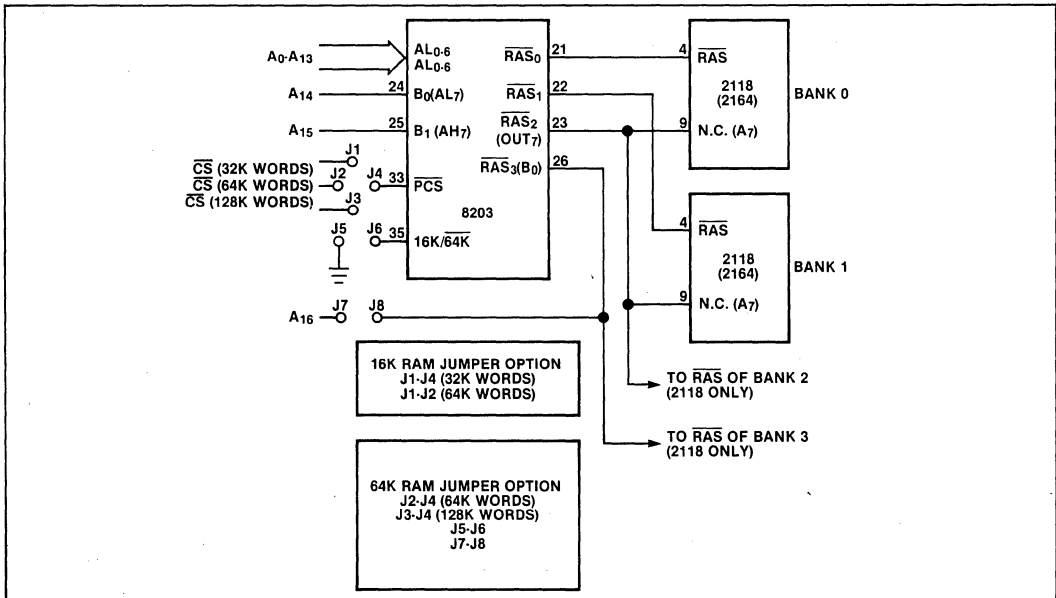 A0-A13
AL0-6
AL0-6
A14
24
B0(AL7)
A15
25
B1 (AH7)
J1
CS (32K WORDS)
J2
CS (64K WORDS)
J4
33
PCS
CS (128K WORDS)
J3
8203
J5
J6
35
16K/64K
A16
J7
J8
RAS0
21
RAS1
22
RAS2
23
(OUT7)
RAS3(B0)
26
4
RAS
2118
(2164)
9
N.C. (A7)
BANK 0
4
RAS
2118
(2164)
9
N.C. (A7)
BANK 1
TO RAS OF BANK 2
(2118 ONLY)
TO RAS OF BANK 3
(2118 ONLY)
16K RAM JUMPER OPTION
J1-J4 (32K WORDS)
J1-J2 (64K WORDS)
64K RAM JUMPER OPTION
J2-J4 (64K WORDS)
J3-J4 (128K WORDS)
J5-J6
J7-J8